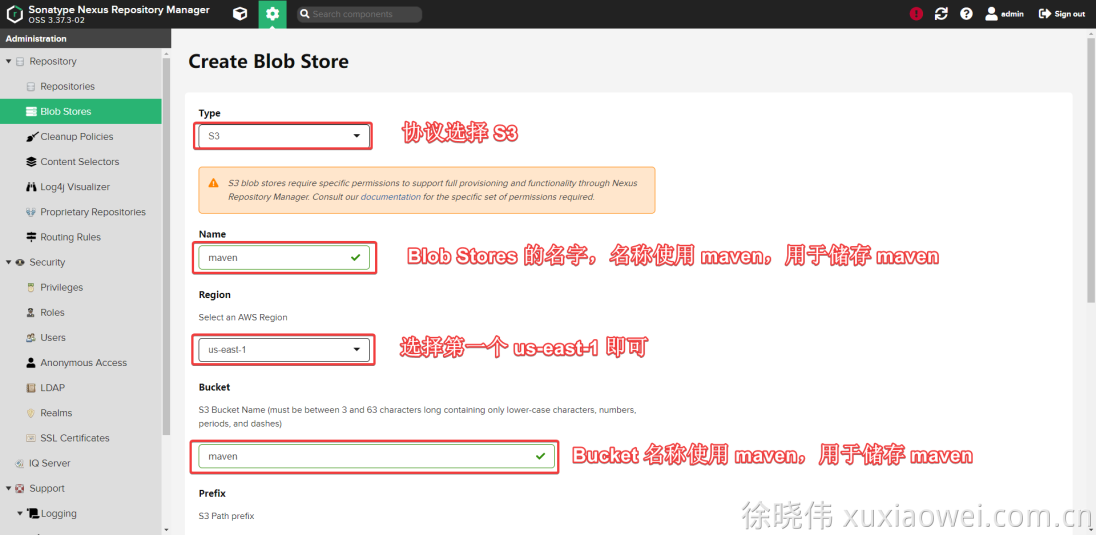 Sonatype Nexus Repository Manager
OSS 3.37.3-02
Search components
admin
Sign out
Administration
Repository
Repositories
Blob Stores
Cleanup Policies
Content Selectors
Log4j Visualizer
Proprietary Repositories
Routing Rules
Security
Privileges
Roles
Users
Anonymous Access
LDAP
Realms
SSL Certificates
IQ Server
Support
Logging
Create Blob Store
Type
S3
协议选择 S3
S3 blob stores require specific permissions to support full provisioning and functionality through Nexus
Repository Manager. Consult our documentation for the specific set of permissions required.
Name
maven
Blob Stores 的名字，名称使用 maven，用于储存 maven
Region
Select an AWS Region
us-east-1
选择第一个 us-east-1 即可
Bucket
S3 Bucket Name (must be between 3 and 63 characters long containing only lower-case characters, numbers,
periods, and dashes)
maven
Bucket 名称使用 maven，用于储存 maven
Prefix
S3 Path prefix
徐晓伟 xuxiaowei.com.cn